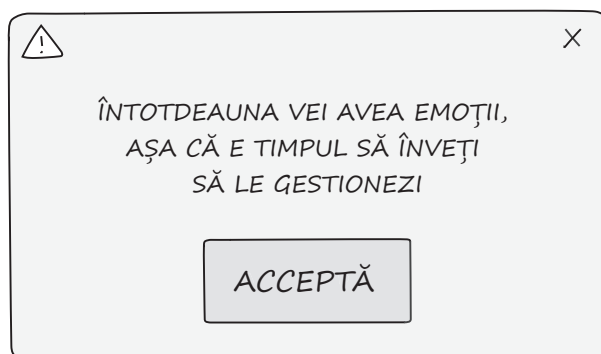 X
ÎNTOTDEAUNA VEI AVEA EMOȚII,
AȘA CĂ E TIMPUL SĂ ÎNVEȚI
SĂ LE GESTIONEZI
ACCEPTĂ